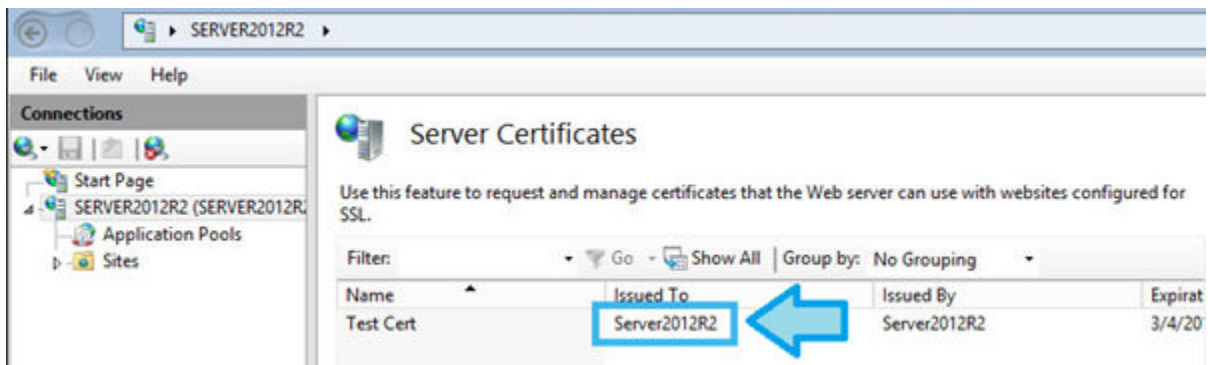 SERVER2012R2
File View Help
Connections
Start Page
SERVER2012R2 (SERVER2012R2
Application Pools
Sites
Server Certificates
Use this feature to request and manage certificates that the Web server can use with websites configured for
SSL.
Filter: Go Show All Group by: No Grouping
Name Issued To Issued By Expirat
Test Cert Server2012R2 Server2012R2 3/4/20